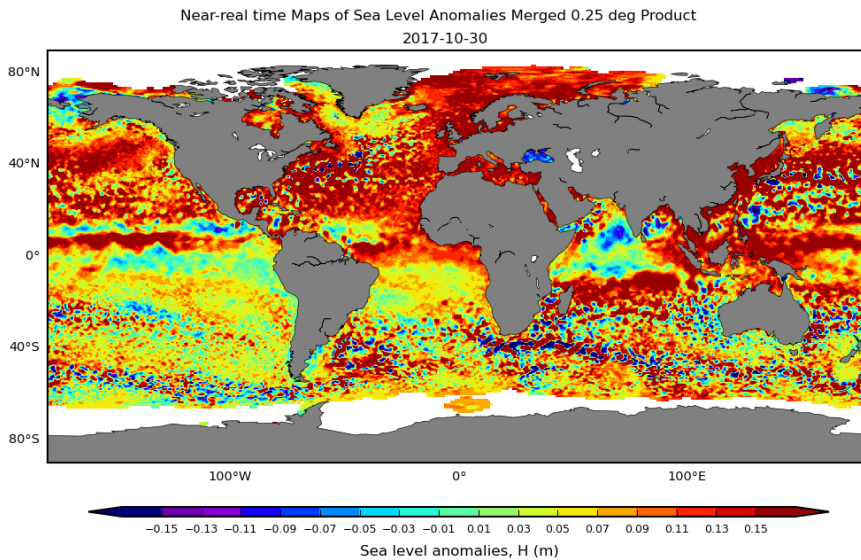 Near-real time Maps of Sea Level Anomalies Merged 0.25 deg Product
2017-10-30
80°N
40°N
0°
40°S
80°S
100°W 0° 100°E
−0.15 −0.13 −0.11 −0.09 −0.07 −0.05 −0.03 −0.01 0.01 0.03 0.05 0.07 0.09 0.11 0.13 0.15
Sea level anomalies, H (m)